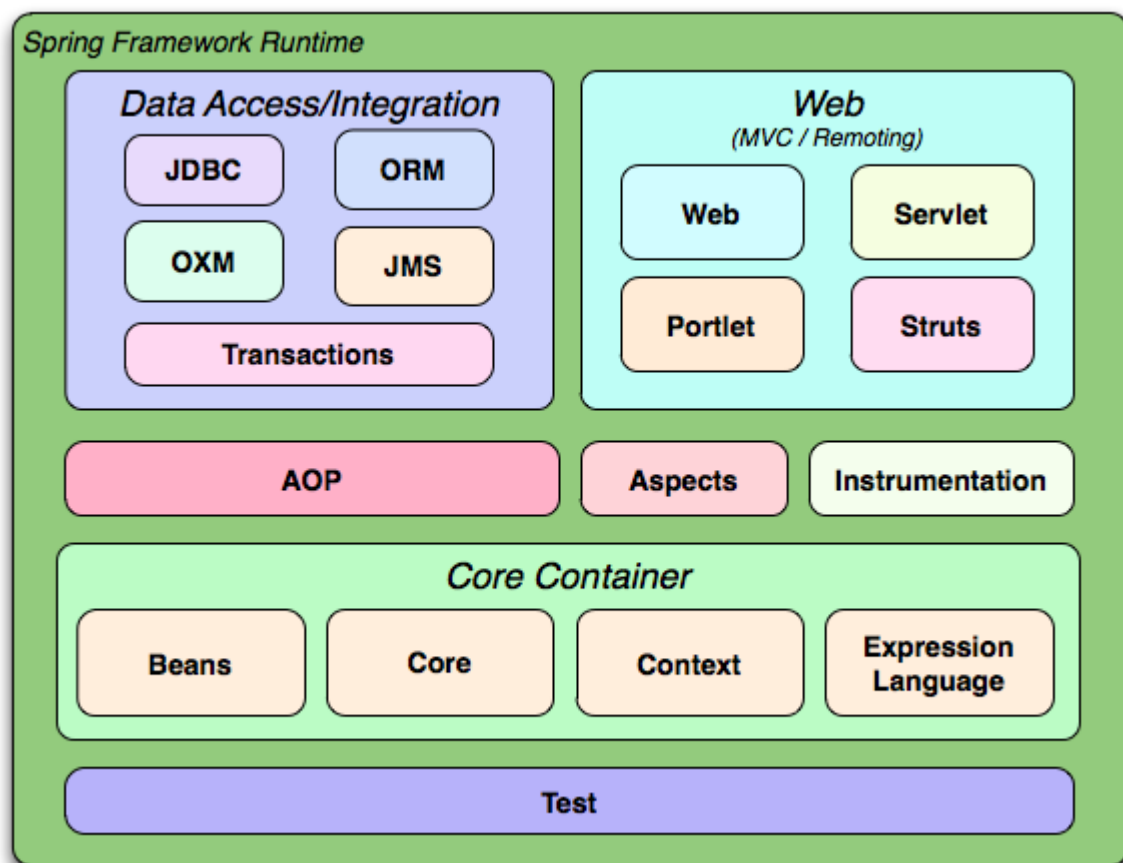 Spring Framework Runtime
Data Access/Integration
JDBC
ORM
OXM
JMS
Transactions
Web
(MVC / Remoting)
Web
Servlet
Portlet
Struts
AOP
Aspects
Instrumentation
Core Container
Beans
Core
Context
Expression
Language
Test